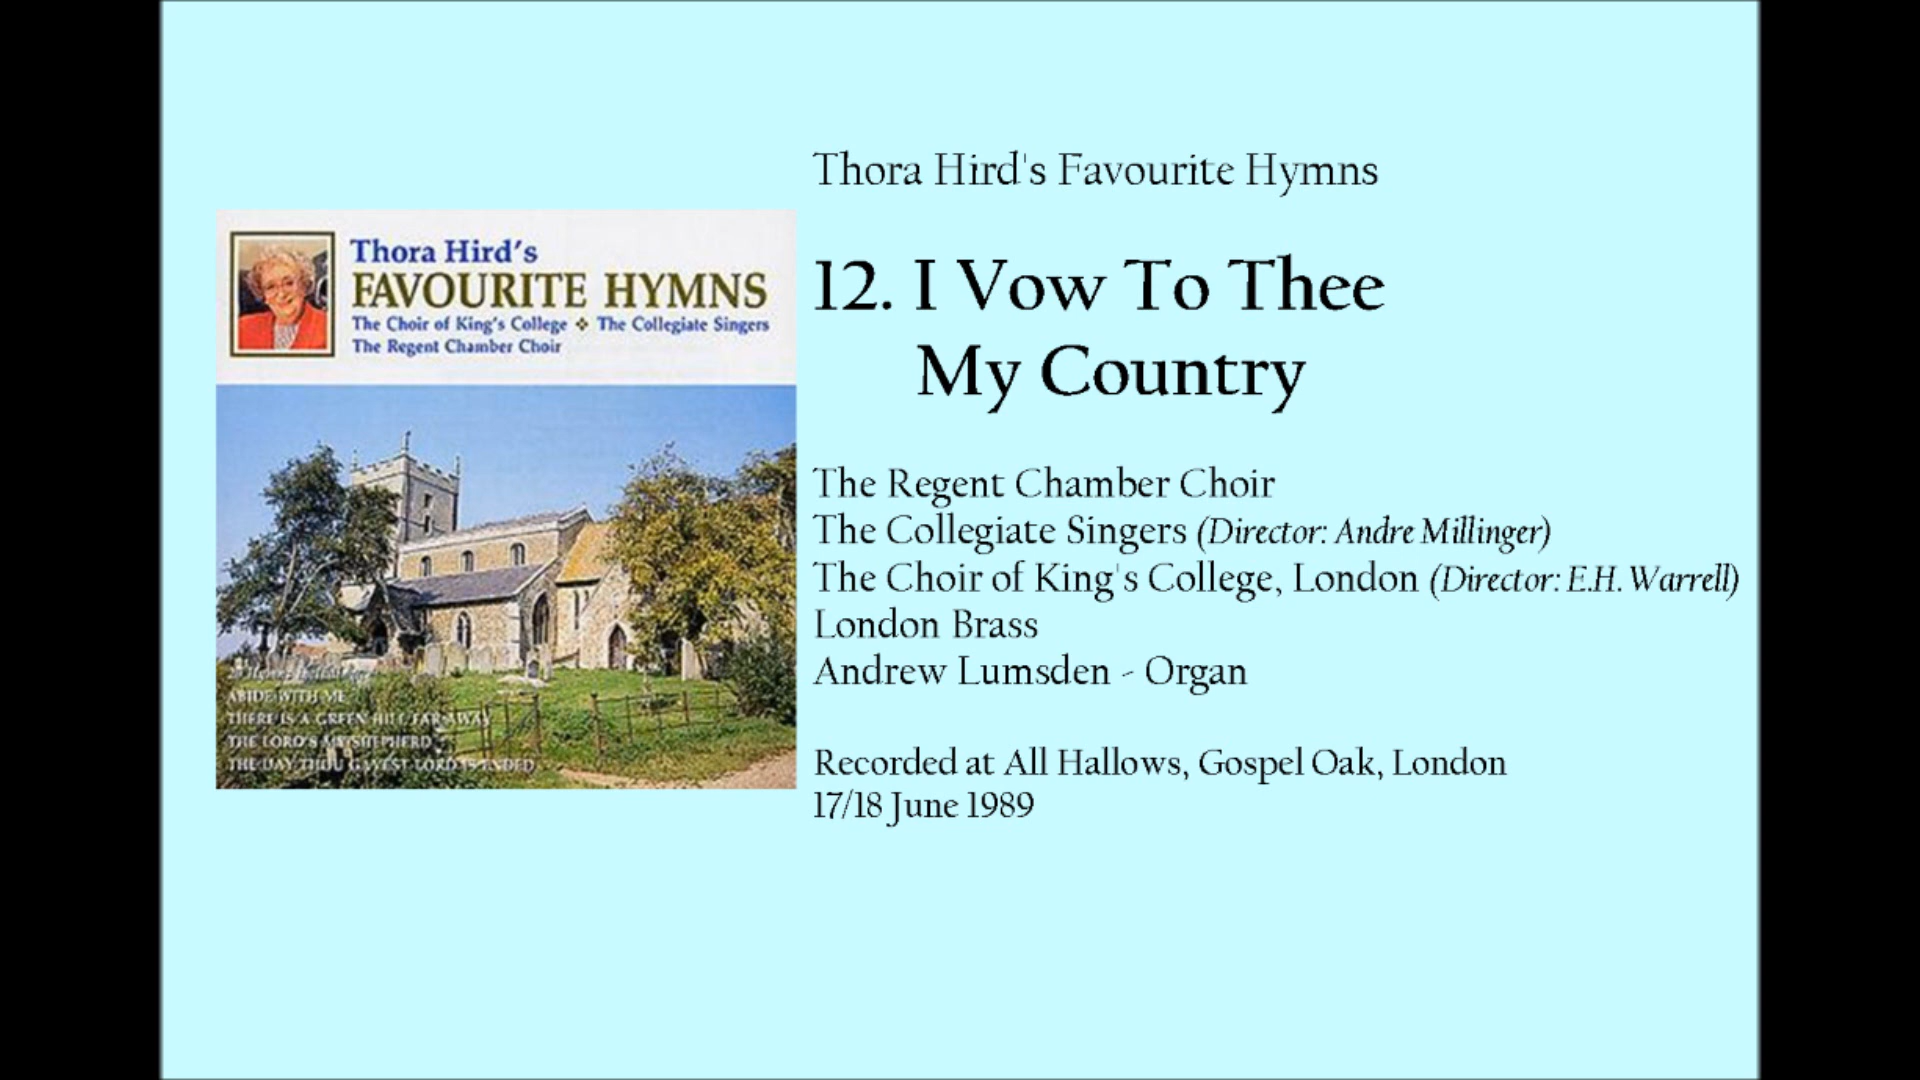 Thora Hird's Favourite Hymns
12. I Vow To Thee
My Country
The Regent Chamber Choir
The Collegiate Singers (Director: Andre Millinger)
The Choir of King's College, London (Director: E.H. Warrell)
London Brass
Andrew Lumsden - Organ
Recorded at All Hallows, Gospel Oak, London
17/18 June 1989
Thora Hird's
FAVOURITE HYMNS
The Choir of King's College ❖ The Collegiate Singers
The Regent Chamber Choir
20 Hymns including:
ABIDE WITH ME
THERE IS A GREEN HILL FAR AWAY
THE LORD'S MY SHEPHERD
THE DAY THOU GAVEST LORD IS ENDED